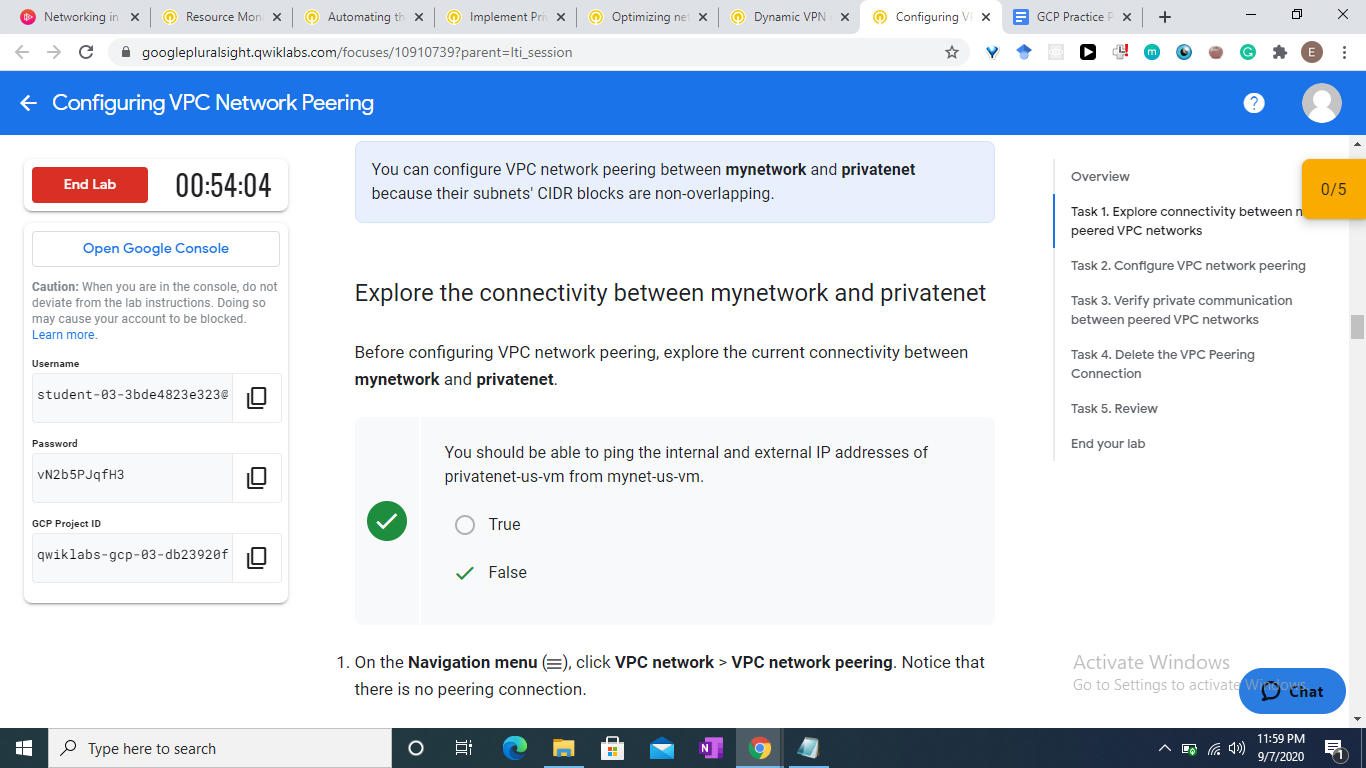 Networking in
Resource Mon
Automating th
Implement Pri
Optimizing net
Dynamic VPN
Configuring VF
GCP Practice P
googlepluralsight.qwiklabs.com/focuses/10910739?parent=lti_session
E
Configuring VPC Network Peering
?
End Lab
00:54:04
Open Google Console
Caution: When you are in the console, do not
deviate from the lab instructions. Doing so
may cause your account to be blocked.
Learn more.
Username
student-03-3bde4823e323@
Password
vN2b5PJqfH3
GCP Project ID
qwiklabs-gcp-03-db23920f
You can configure VPC network peering between mynetwork and privatenet
because their subnets' CIDR blocks are non-overlapping.
Explore the connectivity between mynetwork and privatenet
Before configuring VPC network peering, explore the current connectivity between
mynetwork and privatenet.
You should be able to ping the internal and external IP addresses of
privatenet-us-vm from mynet-us-vm.
True
False
1. On the Navigation menu (☰), click VPC network > VPC network peering. Notice that
there is no peering connection.
Overview
Task 1. Explore connectivity between n
peered VPC networks
Task 2. Configure VPC network peering
Task 3. Verify private communication
between peered VPC networks
Task 4. Delete the VPC Peering
Connection
Task 5. Review
End your lab
0/5
Activate Windows
Go to Settings to activate Windows.
Chat
Type here to search
11:59 PM
9/7/2020
1